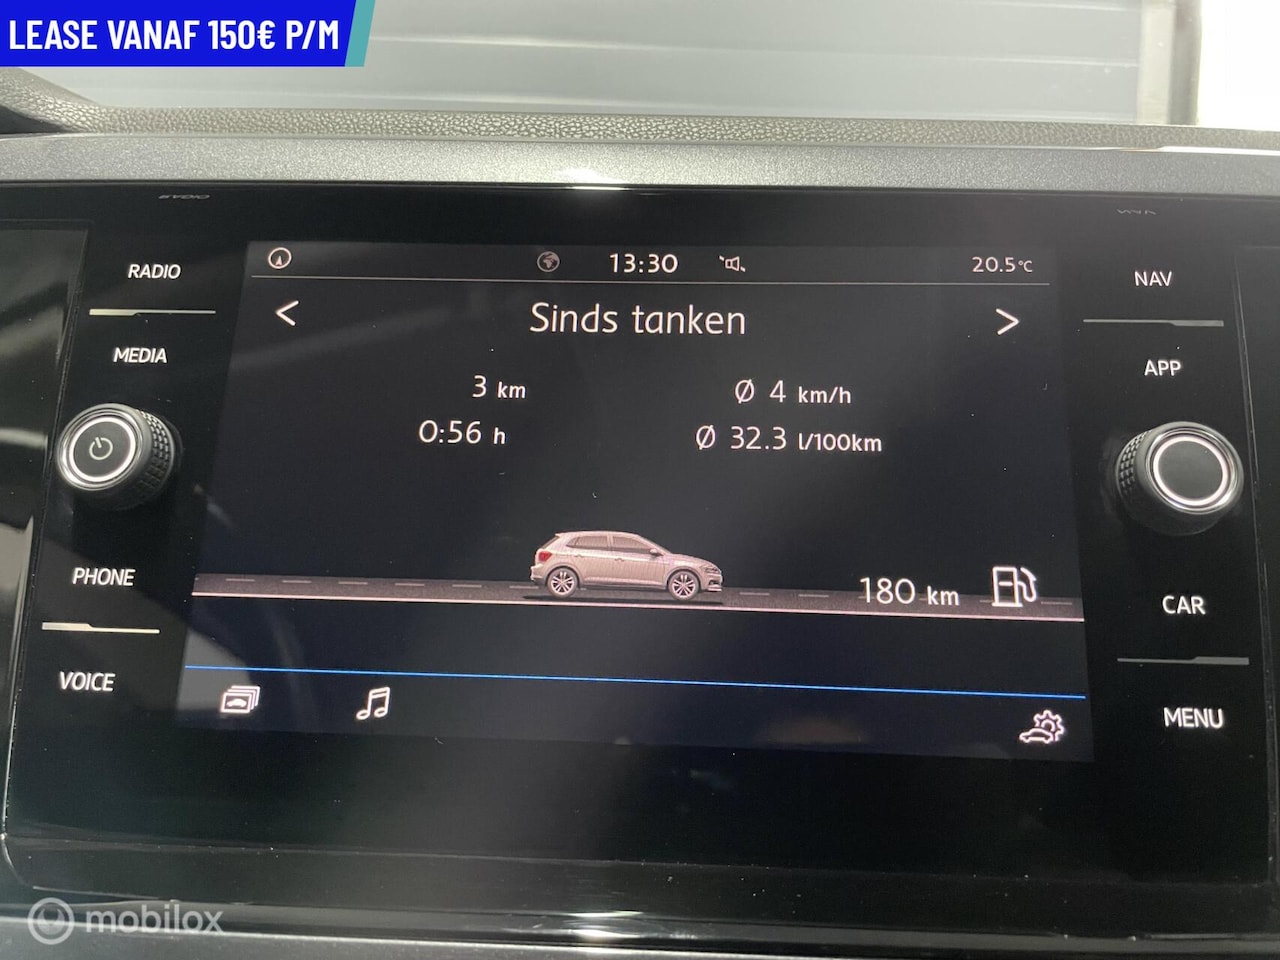 LEASE VANAF 150€ P/M
RADIO
13:30
20.5°C
NAV
< Sinds tanken >
MEDIA
APP
3 km
Ø 4 km/h
0:56 h
Ø 32.3 l/100km
PHONE
180 km
CAR
VOICE
MENU
mobilox